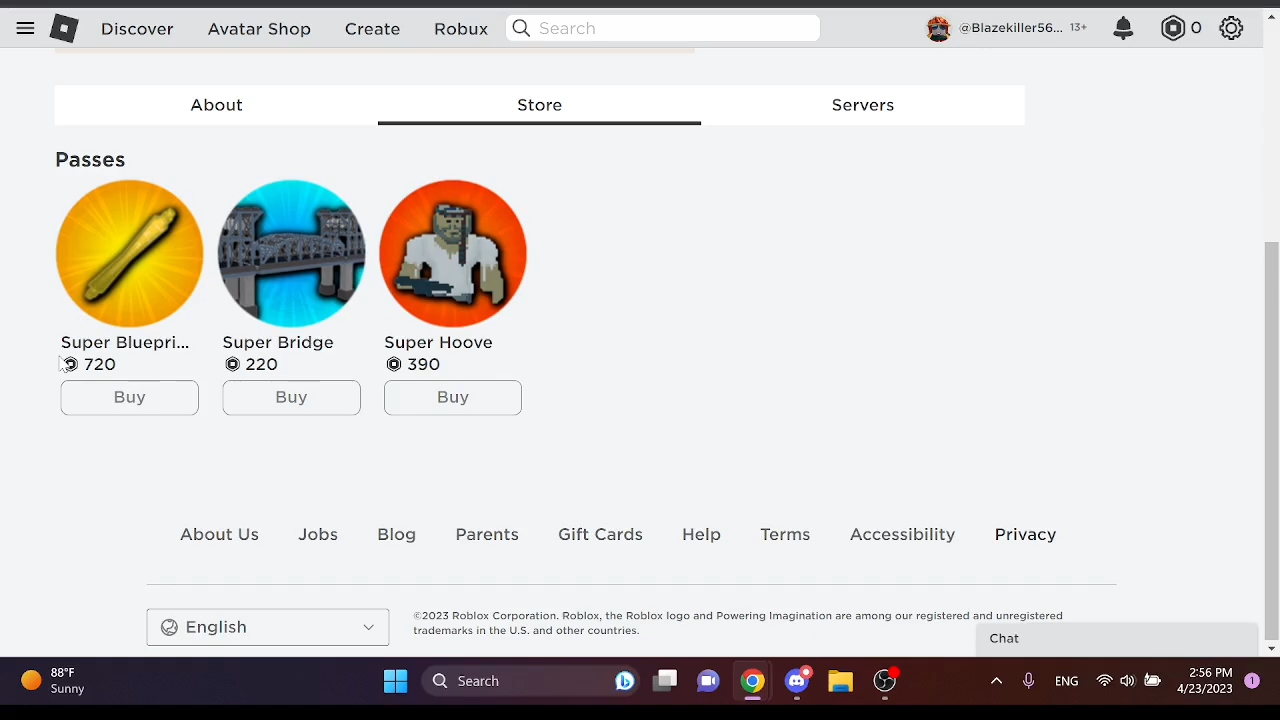 Discover Avatar Shop Create Robux Search @Blazekiller56... 13+ 0
About Store Servers
Passes
Super Bluepri... Super Bridge Super Hoove
720 220 390
Buy Buy Buy
About Us Jobs Blog Parents Gift Cards Help Terms Accessibility Privacy
English
©2023 Roblox Corporation. Roblox, the Roblox logo and Powering Imagination are among our registered and unregistered
trademarks in the U.S. and other countries.
Chat
88°F
Sunny
Search
ENG
2:56 PM
4/23/2023
1